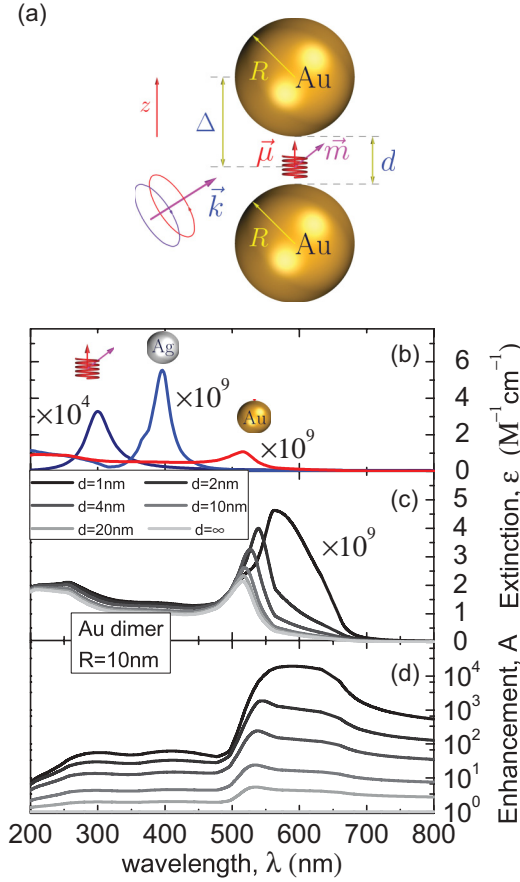 (a)
R
Au
z
Δ
μ⃗
m⃗
d
k⃗
R
Au
(b)
Ag
×10⁴
×10⁹
Au
×10⁹
6
4
2
0
d=1nm d=2nm
d=4nm d=10nm
d=20nm d=∞
(c)
×10⁹
5
4
3
2
1
0
Extinction, ε (M⁻¹ cm⁻¹)
Au dimer
R=10nm
(d)
10⁴
10³
10²
10¹
10⁰
Enhancement, A
200 300 400 500 600 700 800
wavelength, λ (nm)